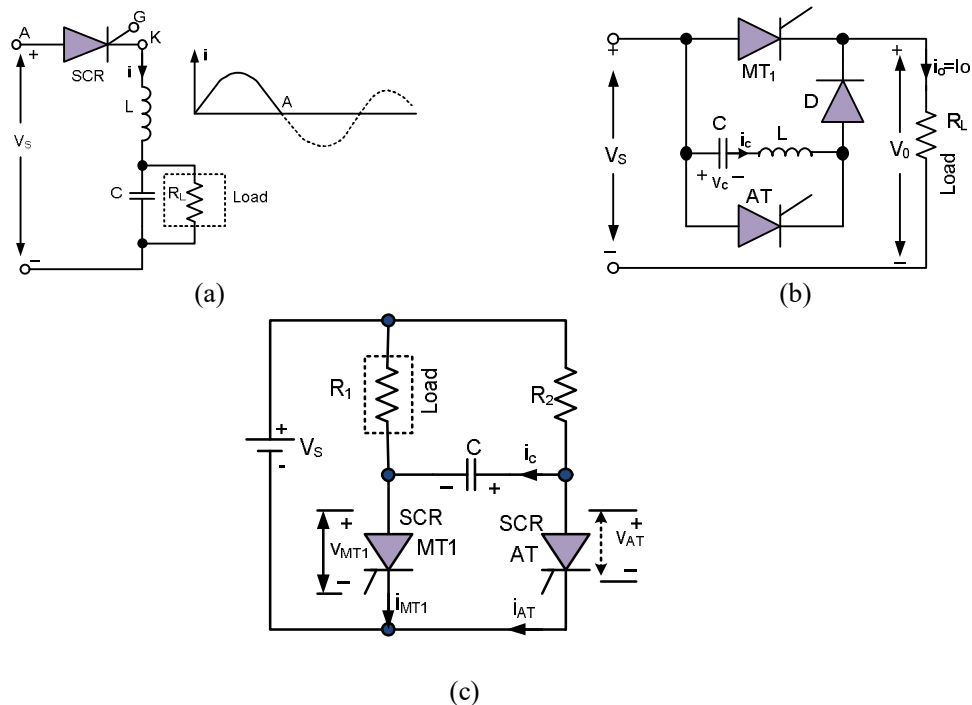 A
+
SCR
G
K
i
L
Vs
C
RL
Load
–
i
A
(a)
+
MT1
D
C
ic
L
+ vc –
AT
Vs
–
+
V0
–
io=Io
RL
Load
(b)
+
Vs
-
R1
Load
R2
C
ic
– +
SCR
MT1
+
vMT1
–
iMT1
SCR
AT
+
vAT
–
iAT
(c)